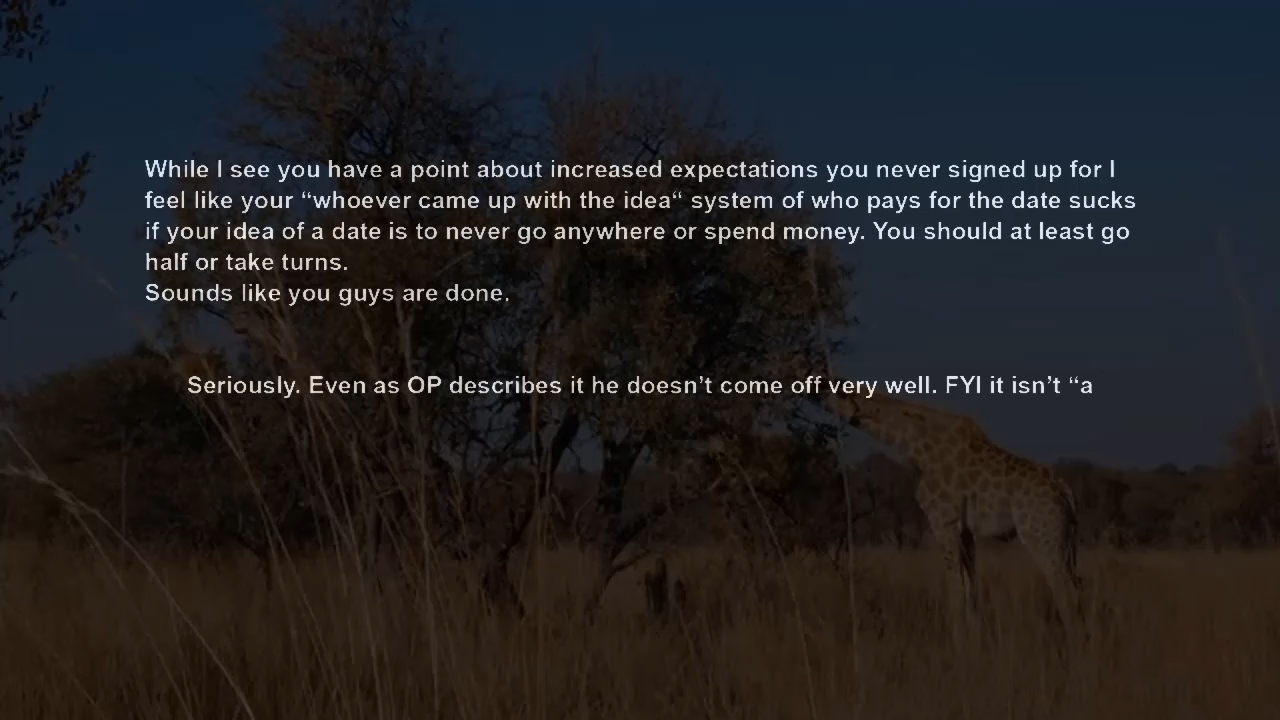 While I see you have a point about increased expectations you never signed up for I
feel like your “whoever came up with the idea“ system of who pays for the date sucks
if your idea of a date is to never go anywhere or spend money. You should at least go
half or take turns.
Sounds like you guys are done.
Seriously. Even as OP describes it he doesn’t come off very well. FYI it isn’t “a